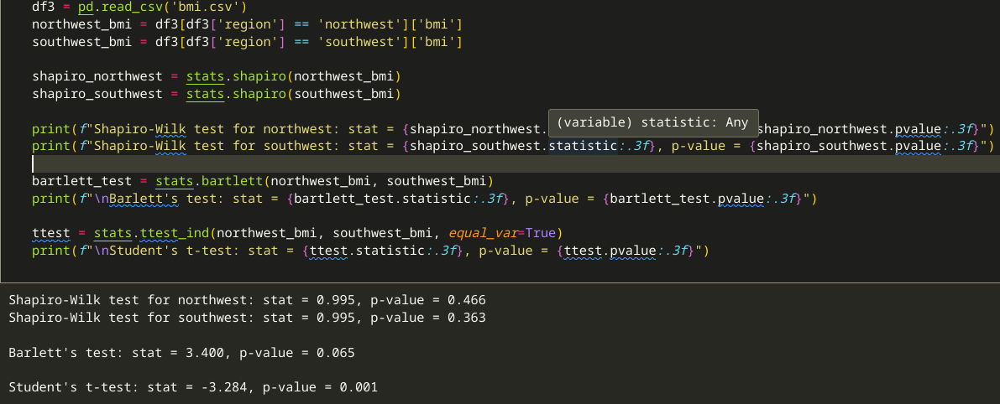 df3 = pd.read_csv('bmi.csv')
northwest_bmi = df3[df3['region'] == 'northwest']['bmi']
southwest_bmi = df3[df3['region'] == 'southwest']['bmi']
shapiro_northwest = stats.shapiro(northwest_bmi)
shapiro_southwest = stats.shapiro(southwest_bmi)
(variable) statistic: Any
print(f"Shapiro-Wilk test for northwest: stat = {shapiro_northwest. shapiro_northwest.pvalue:.3f}")
print(f"Shapiro-Wilk test for southwest: stat = {shapiro_southwest.statistic:.3f}, p-value = {shapiro_southwest.pvalue:.3f}")
bartlett_test = stats.bartlett(northwest_bmi, southwest_bmi)
print(f"\nBarlett's test: stat = {bartlett_test.statistic:.3f}, p-value = {bartlett_test.pvalue:.3f}")
ttest = stats.ttest_ind(northwest_bmi, southwest_bmi, equal_var=True)
print(f"\nStudent's t-test: stat = {ttest.statistic:.3f}, p-value = {ttest.pvalue:.3f}")
Shapiro-Wilk test for northwest: stat = 0.995, p-value = 0.466
Shapiro-Wilk test for southwest: stat = 0.995, p-value = 0.363
Barlett's test: stat = 3.400, p-value = 0.065
Student's t-test: stat = -3.284, p-value = 0.001